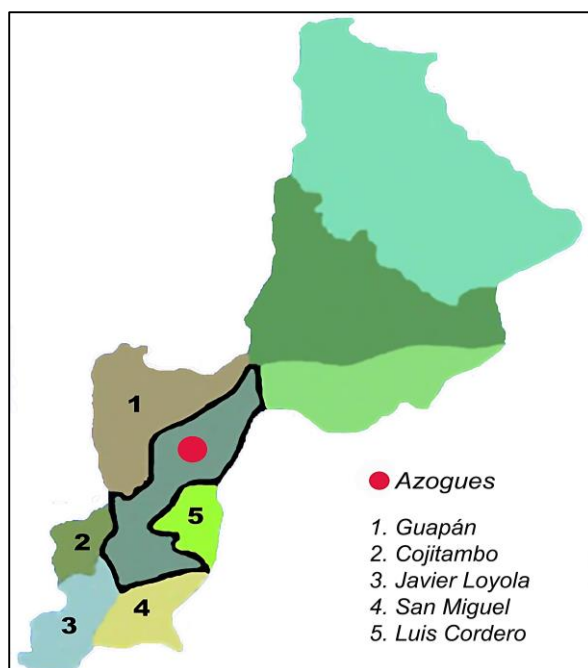 1
2
3
4
5
Azogues
1. Guapán
2. Cojitambo
3. Javier Loyola
4. San Miguel
5. Luis Cordero